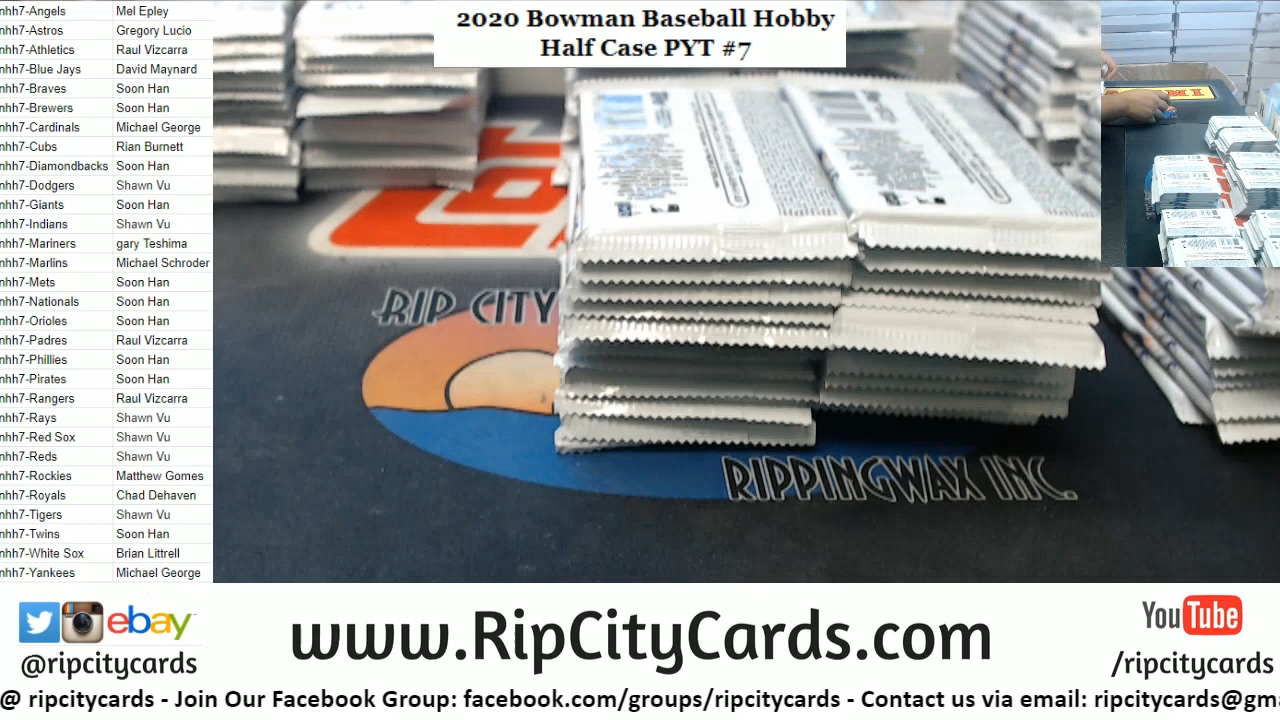 2020 Bowman Baseball Hobby
Half Case PYT #7
nhh7-Angels Mel Epley
nhh7-Astros Gregory Lucio
nhh7-Athletics Raul Vizcarra
nhh7-Blue Jays David Maynard
nhh7-Braves Soon Han
nhh7-Brewers Soon Han
nhh7-Cardinals Michael George
nhh7-Cubs Rian Burnett
nhh7-Diamondbacks Soon Han
nhh7-Dodgers Shawn Vu
nhh7-Giants Soon Han
nhh7-Indians Shawn Vu
nhh7-Mariners gary Teshima
nhh7-Marlins Michael Schroder
nhh7-Mets Soon Han
nhh7-Nationals Soon Han
nhh7-Orioles Soon Han
nhh7-Padres Raul Vizcarra
nhh7-Phillies Soon Han
nhh7-Pirates Soon Han
nhh7-Rangers Raul Vizcarra
nhh7-Rays Shawn Vu
nhh7-Red Sox Shawn Vu
nhh7-Reds Shawn Vu
nhh7-Rockies Matthew Gomes
nhh7-Royals Chad Dehaven
nhh7-Tigers Shawn Vu
nhh7-Twins Soon Han
nhh7-White Sox Brian Littrell
nhh7-Yankees Michael George
RIP CITY
RIPPINGWAX INC.
ebay
@ripcitycards
www.RipCityCards.com
YouTube
/ripcitycards
@ ripcitycards - Join Our Facebook Group: facebook.com/groups/ripcitycards - Contact us via email: ripcitycards@gma